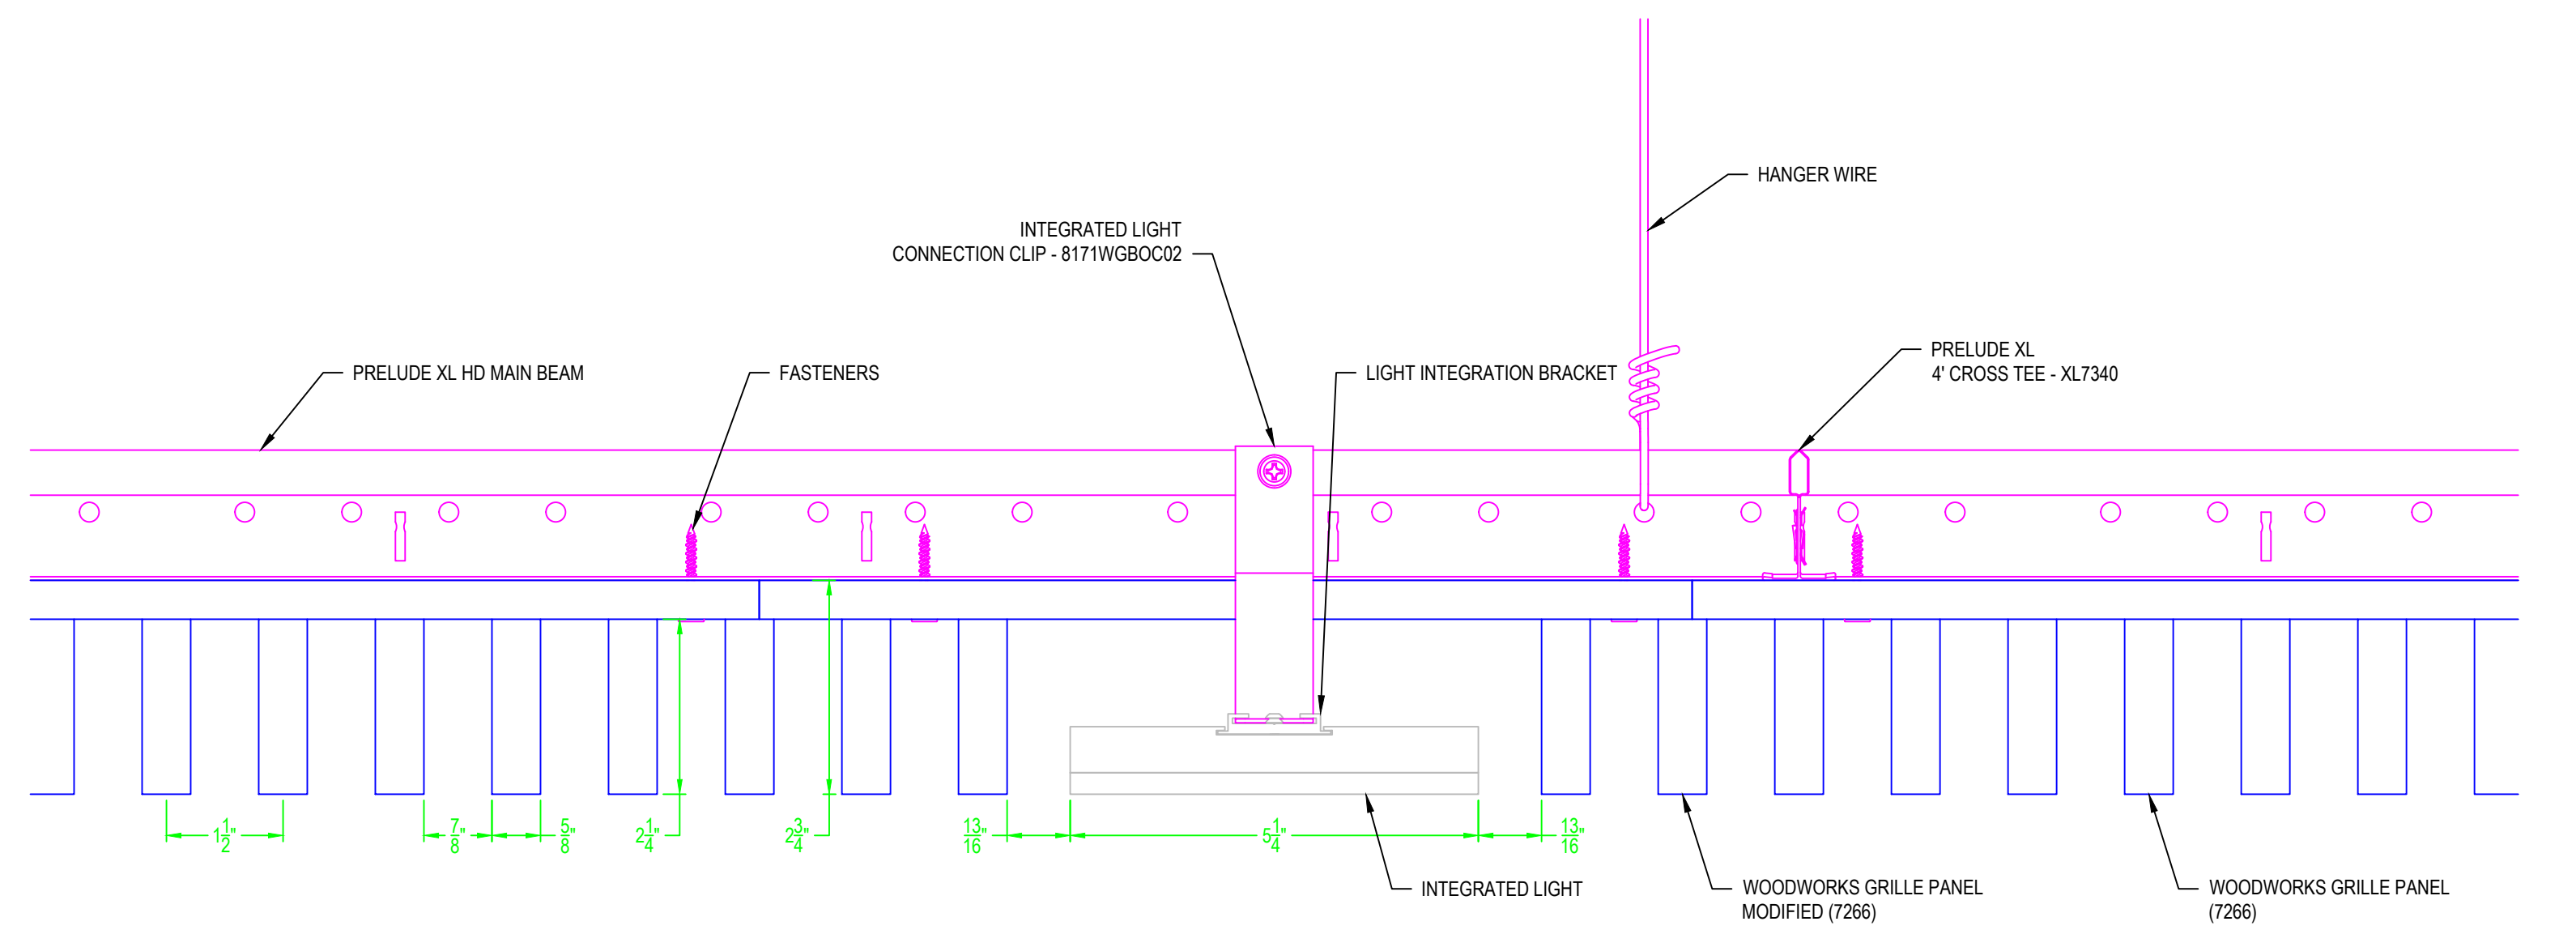 HANGER WIRE
INTEGRATED LIGHT
CONNECTION CLIP - 8171WGBOC02
PRELUDE XL
4' CROSS TEE - XL7340
PRELUDE XL HD MAIN BEAM
FASTENERS
LIGHT INTEGRATION BRACKET
1 1/2"
7/8"
5/8"
2 1/4"
2 3/4"
13/16"
5 1/4"
13/16"
INTEGRATED LIGHT
WOODWORKS GRILLE PANEL
MODIFIED (7266)
WOODWORKS GRILLE PANEL
(7266)